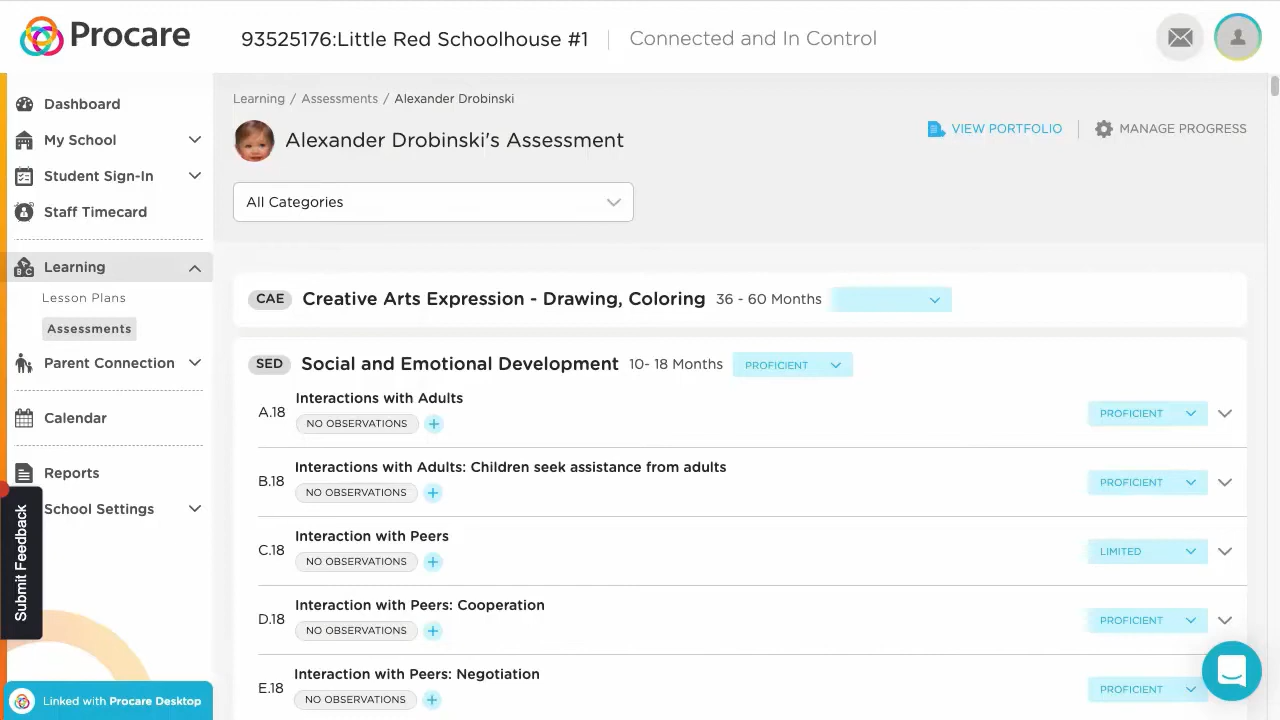 Procare
93525176:Little Red Schoolhouse #1
Connected and In Control
Dashboard
My School
Student Sign-In
Staff Timecard
Learning
Lesson Plans
Assessments
Parent Connection
Calendar
Reports
School Settings
Submit Feedback
Linked with Procare Desktop
Learning / Assessments / Alexander Drobinski
Alexander Drobinski's Assessment
VIEW PORTFOLIO
MANAGE PROGRESS
All Categories
CAE Creative Arts Expression - Drawing, Coloring 36 - 60 Months
SED Social and Emotional Development 10- 18 Months PROFICIENT
A.18 Interactions with Adults
NO OBSERVATIONS + PROFICIENT
B.18 Interactions with Adults: Children seek assistance from adults
NO OBSERVATIONS + PROFICIENT
C.18 Interaction with Peers
NO OBSERVATIONS + LIMITED
D.18 Interaction with Peers: Cooperation
NO OBSERVATIONS + PROFICIENT
E.18 Interaction with Peers: Negotiation
NO OBSERVATIONS + PROFICIENT